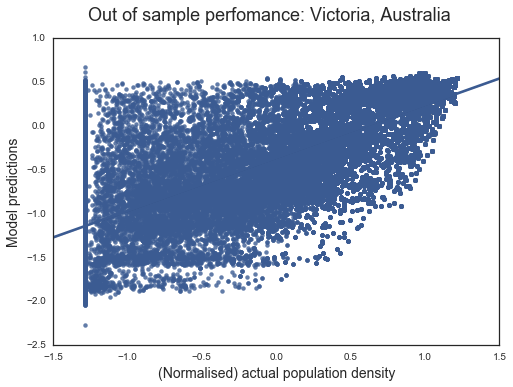 Out of sample perfomance: Victoria, Australia
1.0
0.5
0.0
−0.5
−1.0
−1.5
−2.0
−2.5
Model predictions
−1.5 −1.0 −0.5 0.0 0.5 1.0 1.5
(Normalised) actual population density